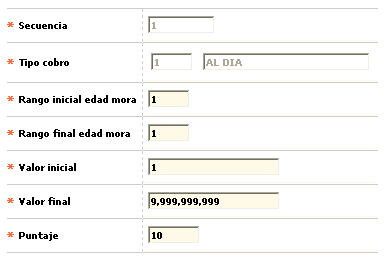 * Secuencia 1
* Tipo cobro 1 AL DIA
* Rango inicial edad mora 1
* Rango final edad mora 1
* Valor inicial 1
* Valor final 9,999,999,999
* Puntaje 10